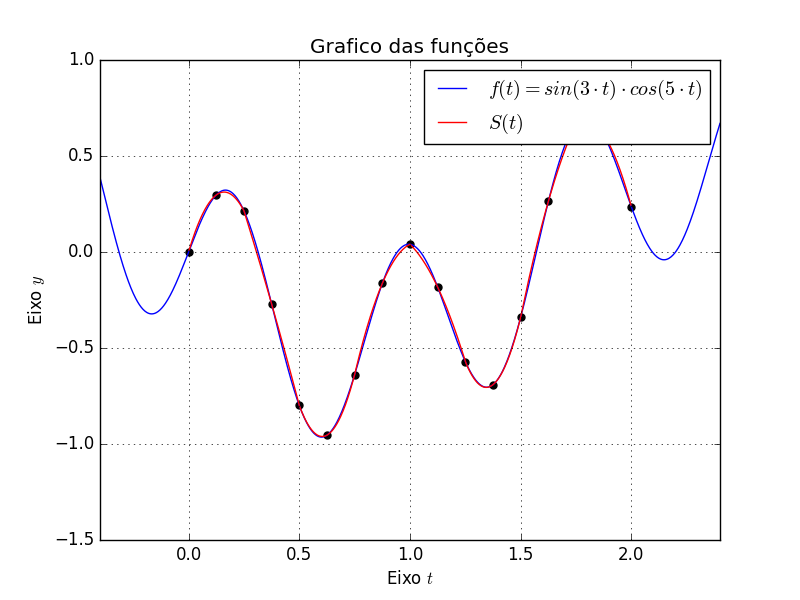 Grafico das funções
f(t) = sin(3 · t) · cos(5 · t)
S(t)
1.0
0.5
0.0
−0.5
−1.0
−1.5
Eixo y
0.0 0.5 1.0 1.5 2.0
Eixo t